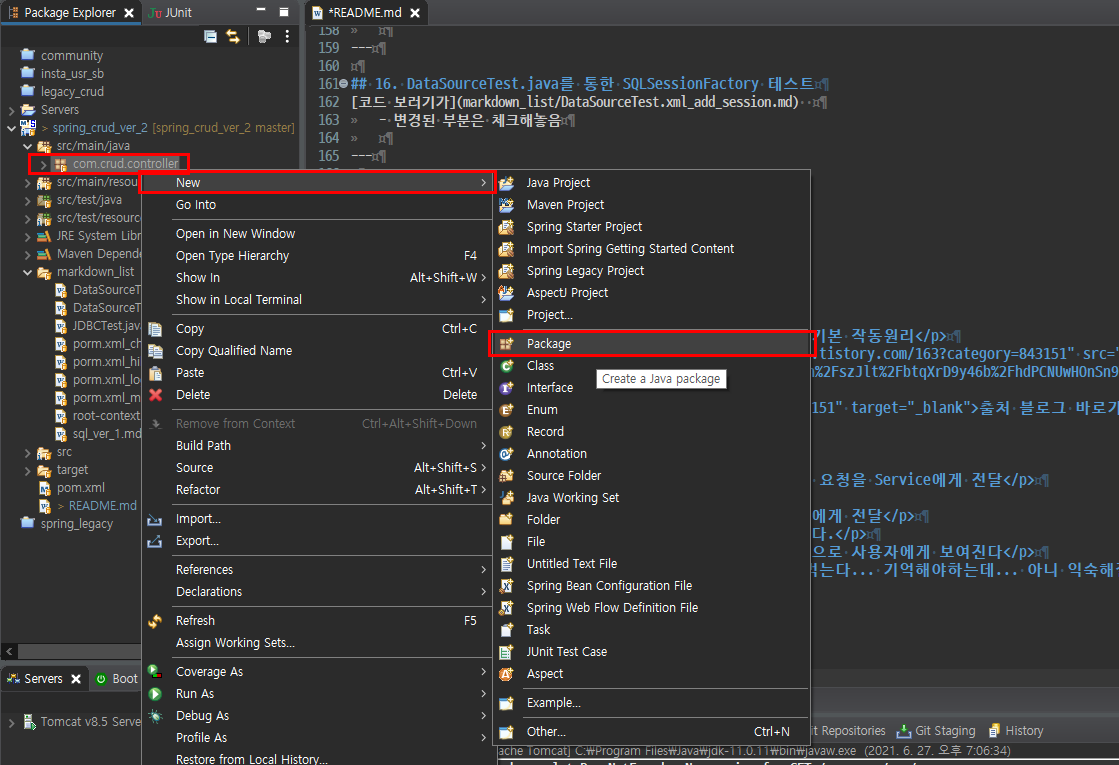 Package Explorer
JUnit
community
insta_usr_sb
legacy_crud
Servers
> spring_crud_ver_2 [spring_crud_ver_2 master]
src/main/java
com.crud.controller
src/main/resou
src/test/java
src/test/resourc
JRE System Libr
Maven Depende
markdown_list
DataSourceT
DataSourceT
JDBCTest.java
porm.xml_ch
porm.xml_hi
porm.xml_lo
porm.xml_m
root-context
sql_ver_1.md
src
target
pom.xml
> README.md
spring_legacy
Servers
Boot
Tomcat v8.5 Serve
New
Go Into
Open in New Window
Open Type Hierarchy F4
Show In Alt+Shift+W
Show in Local Terminal
Copy Ctrl+C
Copy Qualified Name
Paste Ctrl+V
Delete Delete
Remove from Context Ctrl+Alt+Shift+Down
Build Path
Source Alt+Shift+S
Refactor Alt+Shift+T
Import...
Export...
References
Declarations
Refresh F5
Assign Working Sets...
Coverage As
Run As
Debug As
Profile As
Restore from Local History...
Java Project
Maven Project
Spring Starter Project
Import Spring Getting Started Content
Spring Legacy Project
AspectJ Project
Project...
Package
Class
Interface
Enum
Record
Annotation
Source Folder
Java Working Set
Folder
File
Untitled Text File
Spring Bean Configuration File
Spring Web Flow Definition File
Task
JUnit Test Case
Aspect
Example...
Other... Ctrl+N
Create a Java package
*README.md
158
159 ---
160
161 ## 16. DataSourceTest.java를 통한 SQLSessionFactory 테스트
162 [코드 보러기가](markdown_list/DataSourceTest.xml_add_session.md)
163 - 변경된 부분은 체크해놓음
164
165 ---
기본 작동원리</p>
.tistory.com/163?category=843151" src="
%2FszJlt%2FbtqXrD9y46b%2FhdPCNUwHOnSn9
151" target="_blank">출처 블로그 바로가
요청을 Service에게 전달</p>
에게 전달</p>
다.</p>
으로 사용자에게 보여진다</p>
기억해야하는데... 아니 익숙해
it Repositories
Git Staging
History
ache Tomcat] C:₩Program Files₩Java₩jdk-11.0.11₩bin₩javaw.exe (2021. 6. 27. 오후 7:06:34)